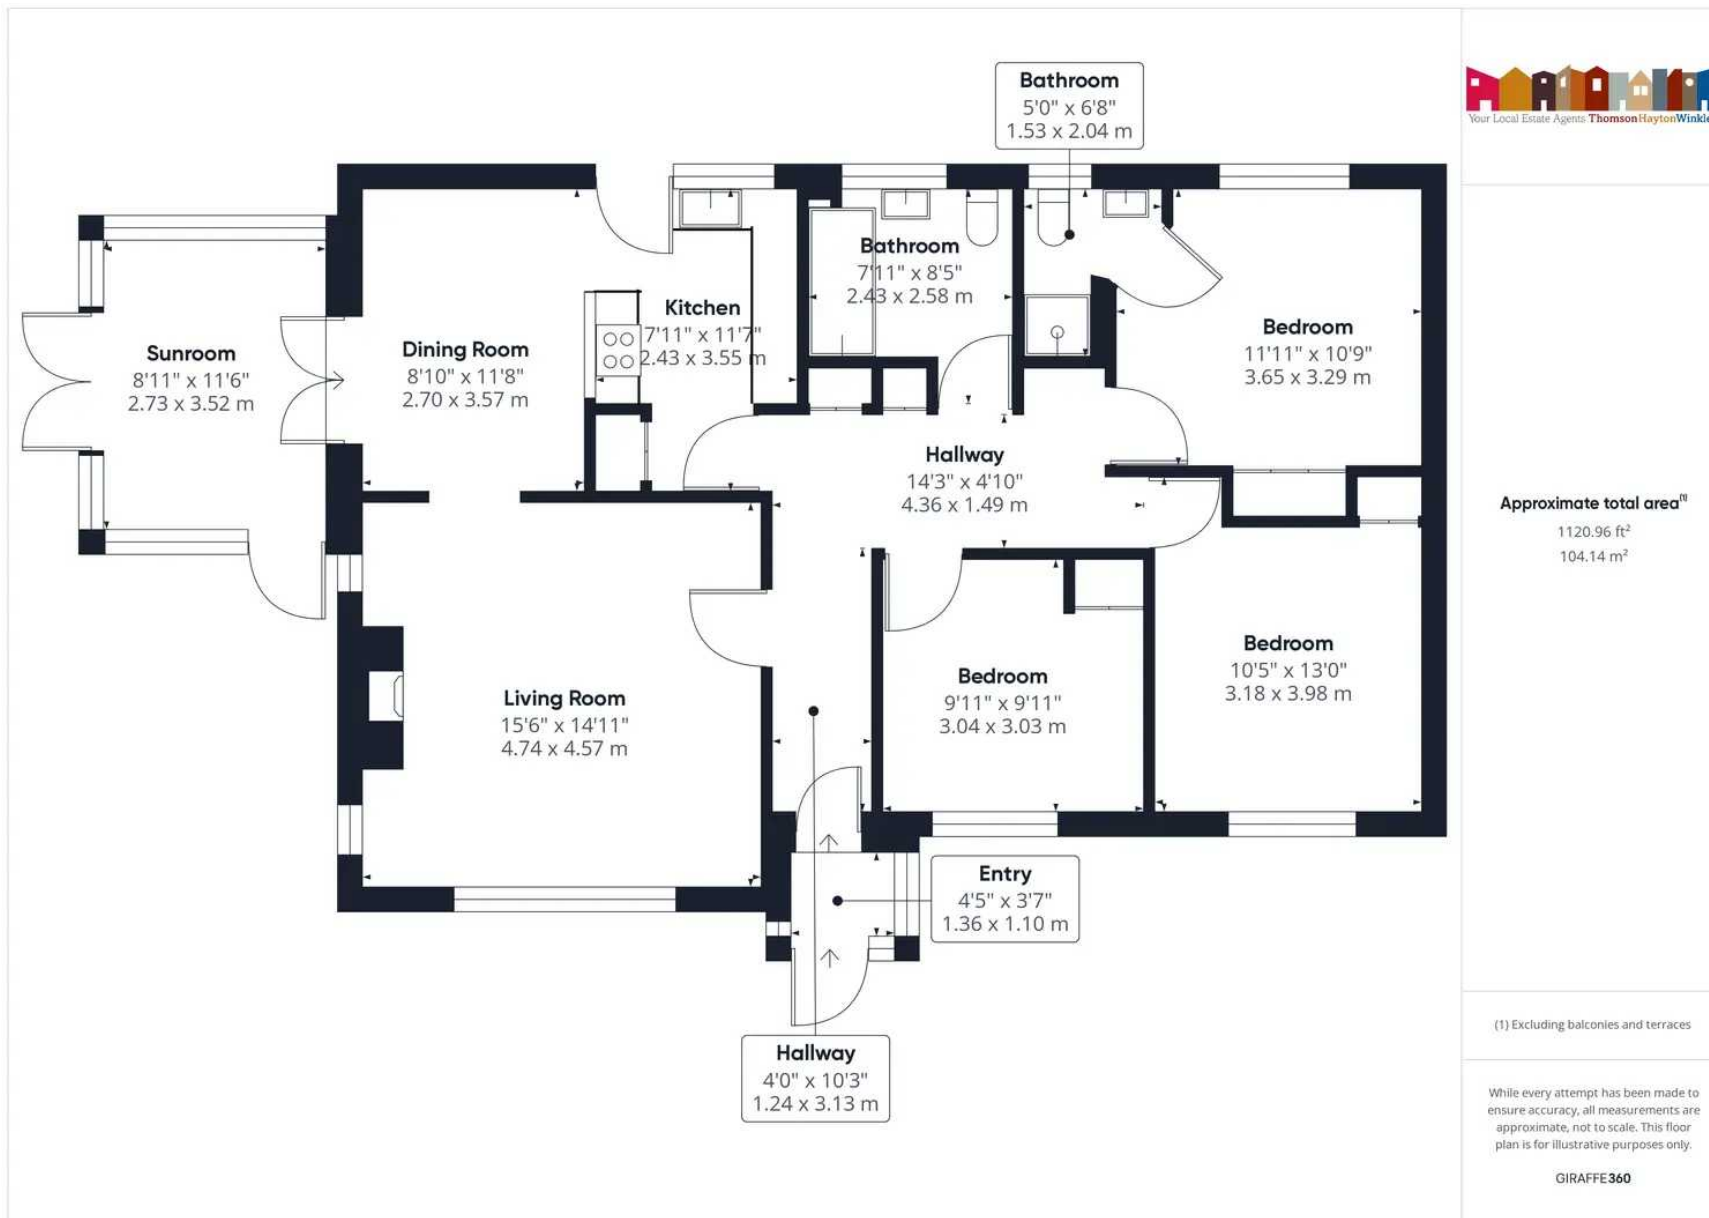 Bathroom
5'0" x 6'8"
1.53 x 2.04 m
Your Local Estate Agents ThomsonHaytonWinkle
Bathroom
7'11" x 8'5"
2.43 x 2.58 m
Kitchen
7'11" x 11'7"
2.43 x 3.55 m
Bedroom
11'11" x 10'9"
3.65 x 3.29 m
Dining Room
8'10" x 11'8"
2.70 x 3.57 m
Sunroom
8'11" x 11'6"
2.73 x 3.52 m
Hallway
14'3" x 4'10"
4.36 x 1.49 m
Approximate total area(1)
1120.96 ft²
104.14 m²
Bedroom
10'5" x 13'0"
3.18 x 3.98 m
Bedroom
9'11" x 9'11"
3.04 x 3.03 m
Living Room
15'6" x 14'11"
4.74 x 4.57 m
Entry
4'5" x 3'7"
1.36 x 1.10 m
Hallway
4'0" x 10'3"
1.24 x 3.13 m
(1) Excluding balconies and terraces
While every attempt has been made to
ensure accuracy, all measurements are
approximate, not to scale. This floor
plan is for illustrative purposes only.
GIRAFFE360